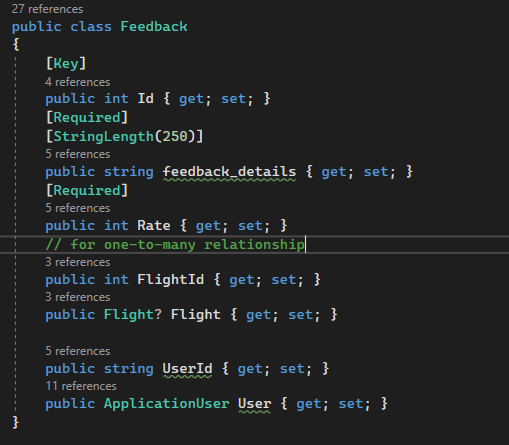 27 references
public class Feedback
{
[Key]
4 references
public int Id { get; set; }
[Required]
[StringLength(250)]
5 references
public string feedback_details { get; set; }
[Required]
5 references
public int Rate { get; set; }
// for one-to-many relationship
3 references
public int FlightId { get; set; }
3 references
public Flight? Flight { get; set; }
5 references
public string UserId { get; set; }
11 references
public ApplicationUser User { get; set; }
}